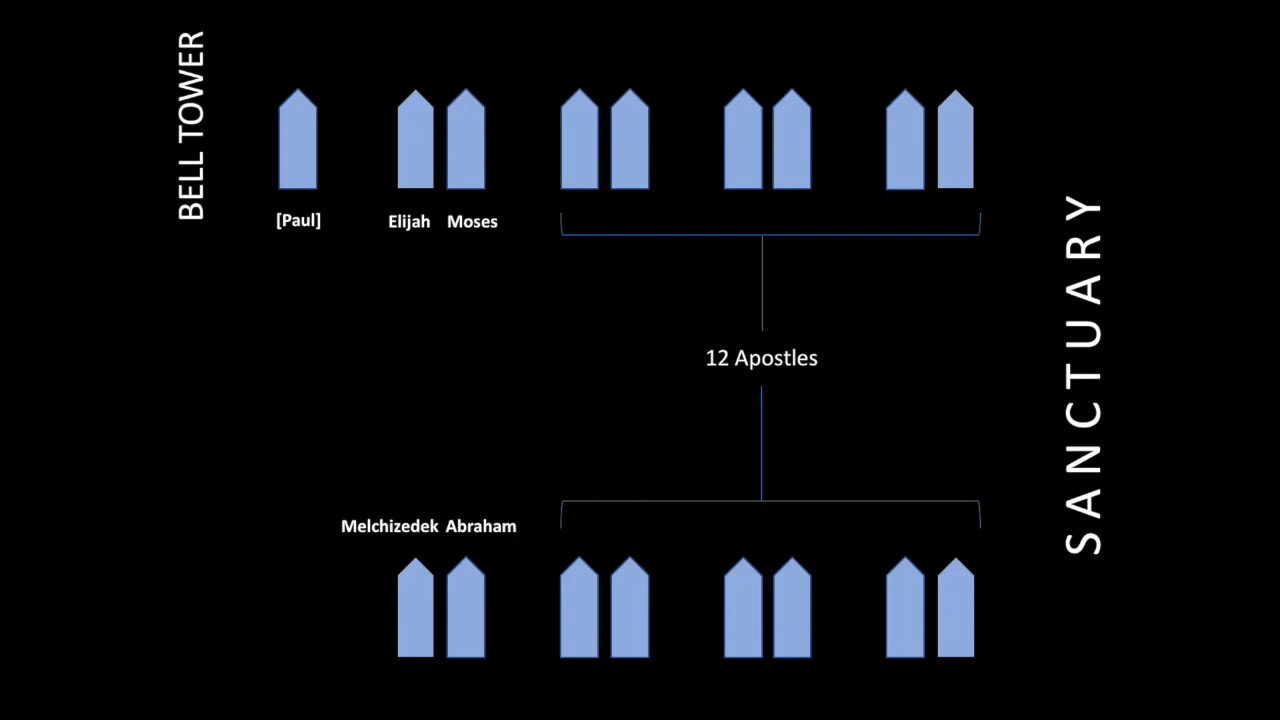 BELL TOWER
[Paul]
Elijah Moses
12 Apostles
SANCTUARY
Melchizedek Abraham